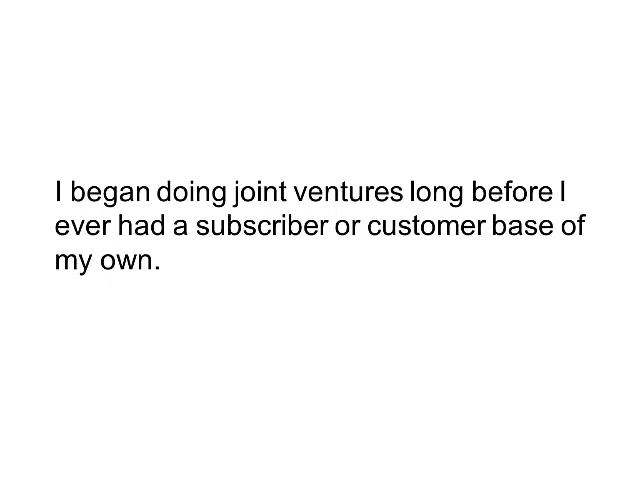 I began doing joint ventures long before I
ever had a subscriber or customer base of
my own.